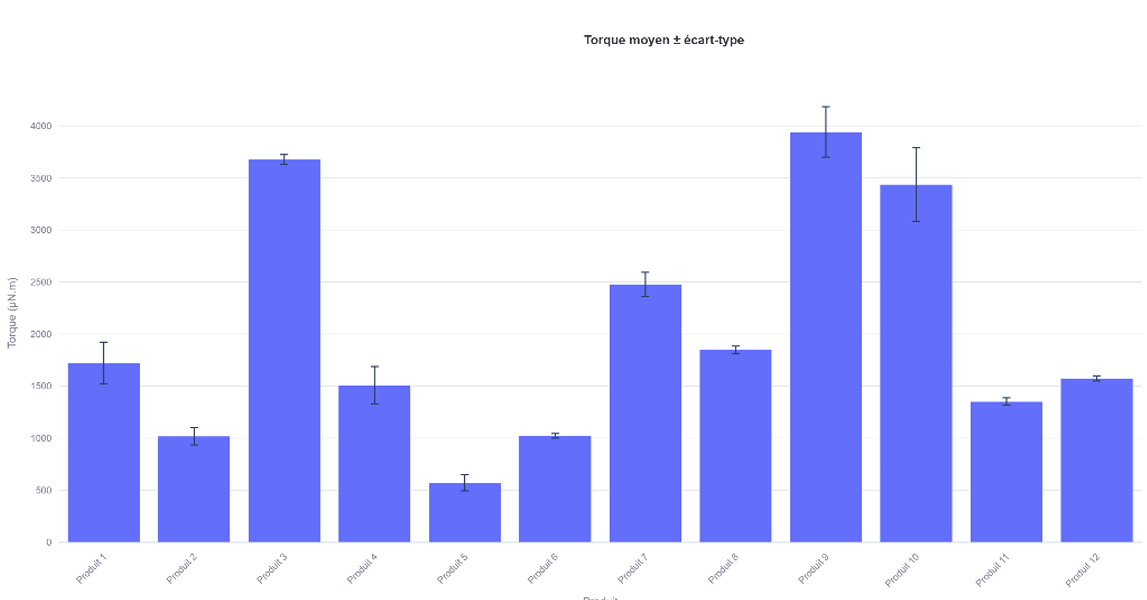 Torque moyen ± écart-type
Torque (μN.m)
4000
3500
3000
2500
2000
1500
1000
500
0
Produit 1
Produit 2
Produit 3
Produit 4
Produit 5
Produit 6
Produit 7
Produit 8
Produit 9
Produit 10
Produit 11
Produit 12
Produit